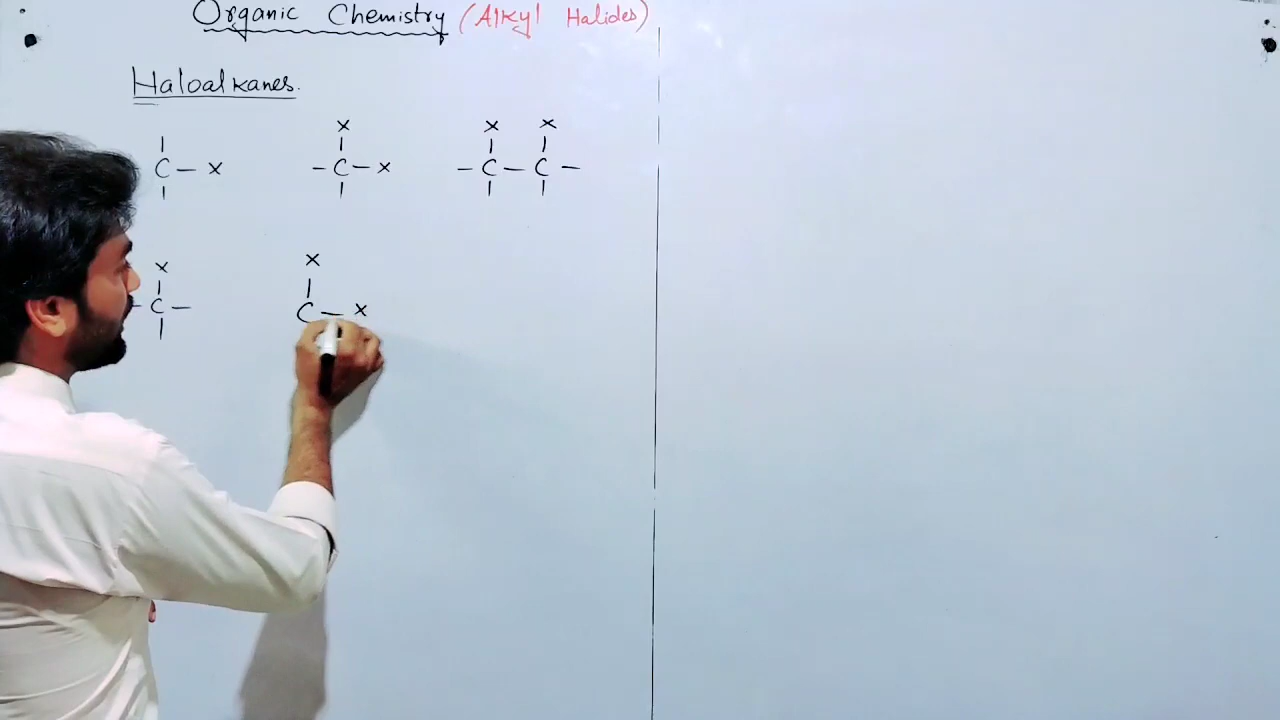 Organic Chemistry (Alkyl Halides)
Haloalkanes.
X X X
C — X — C — X — C — C —
X X
— C — C — X